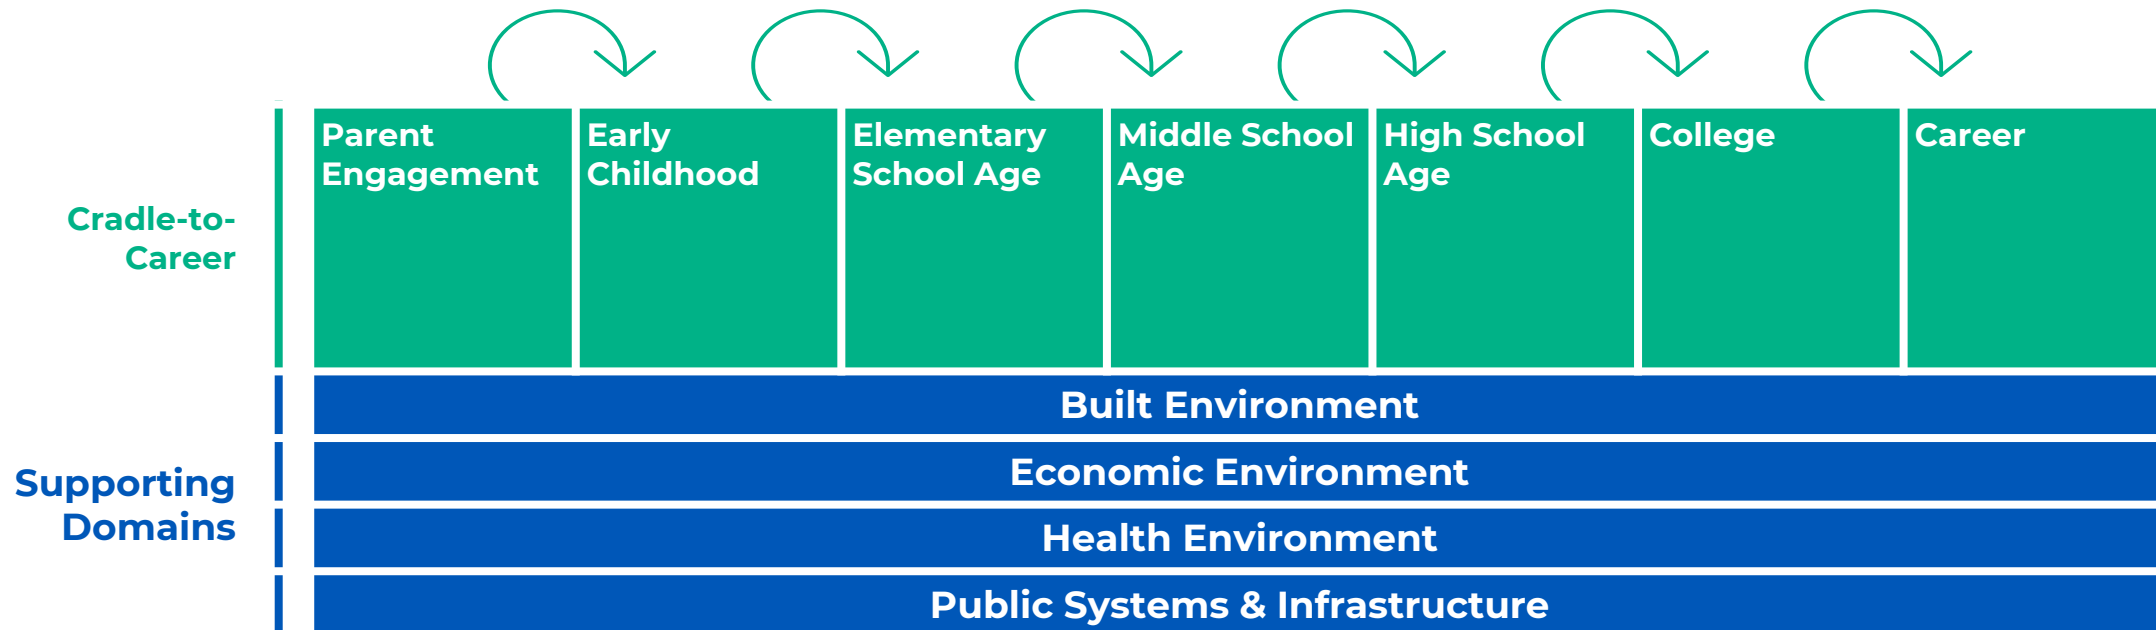 Parent
Engagement
Early
Childhood
Elementary
School Age
Middle School
Age
High School
Age
College
Career
Cradle-to-
Career
Built Environment
Economic Environment
Health Environment
Public Systems & Infrastructure
Supporting
Domains